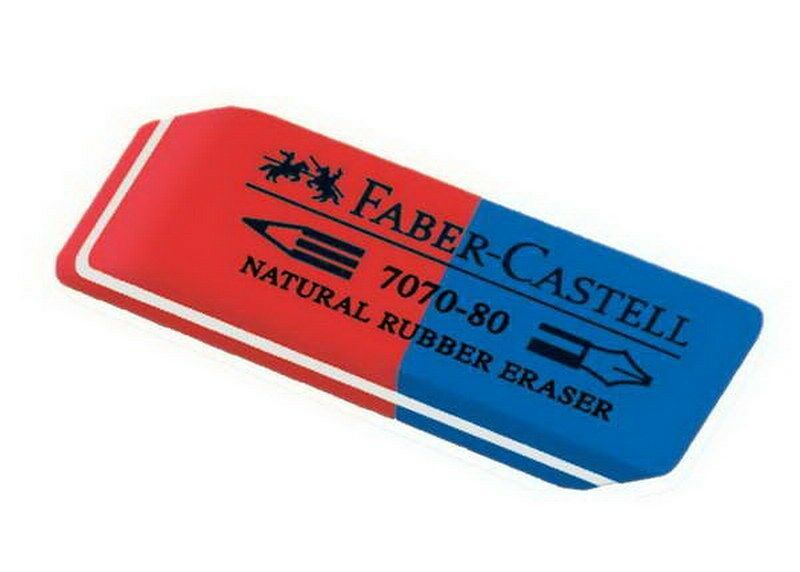 FABER-CASTELL
7070-80
NATURAL RUBBER ERASER